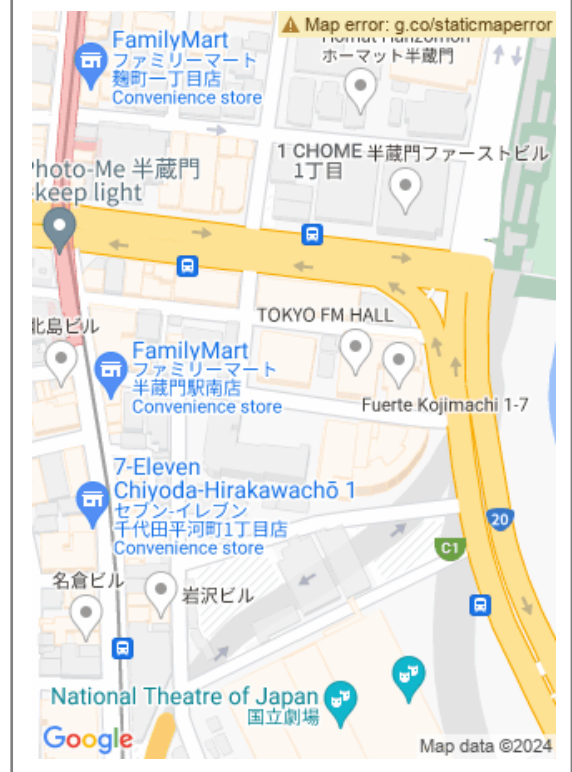 Map error: g.co/staticmaperror
FamilyMart
ファミリーマート
麹町一丁目店
Convenience store
ホーマット半蔵門
1 CHOME
1丁目
半蔵門ファーストビル
Photo-Me 半蔵門
keep light
TOKYO FM HALL
北島ビル
FamilyMart
ファミリーマート
半蔵門駅南店
Convenience store
Fuerte Kojimachi 1-7
7-Eleven
Chiyoda-Hirakawachō 1
セブン-イレブン
千代田平河町1丁目店
Convenience store
20
C1
名倉ビル
岩沢ビル
National Theatre of Japan
国立劇場
Google
Map data ©2024